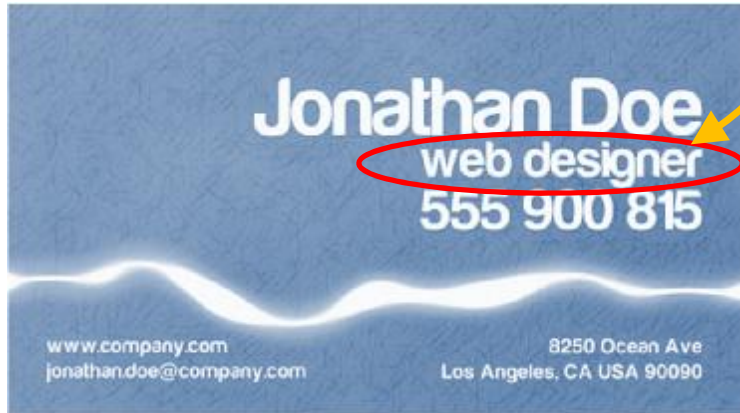 Jonathan Doe
web designer
555 900 815
www.company.com
jonathan.doe@company.com
8250 Ocean Ave
Los Angeles, CA USA 90090